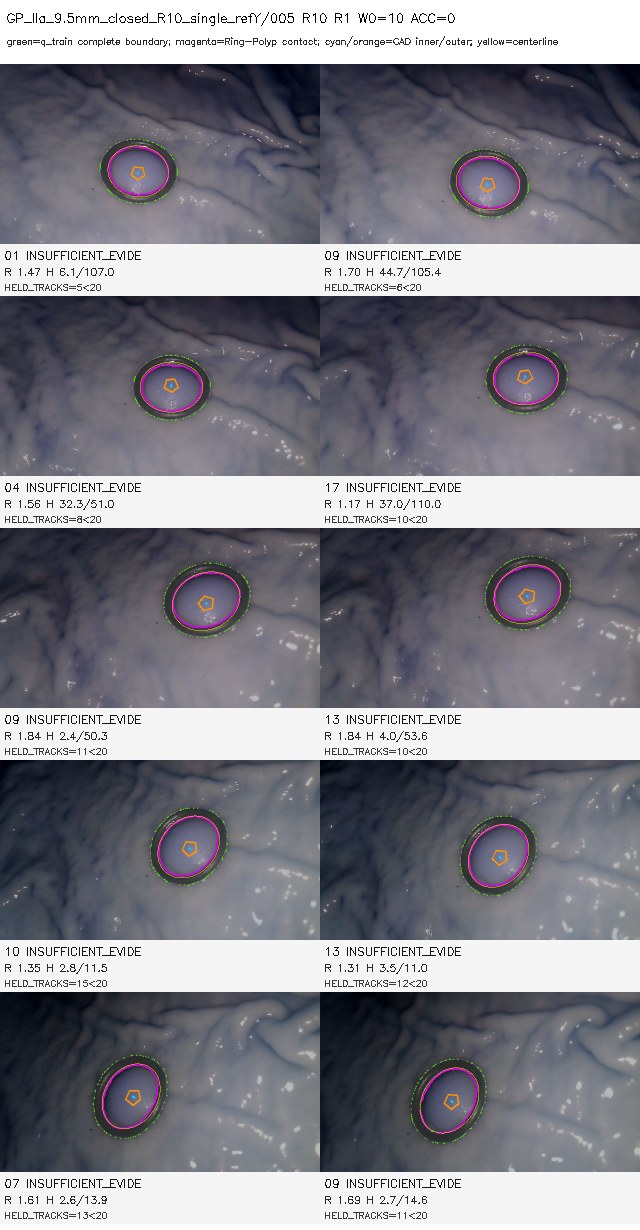 GP_IIa_9.5mm_closed_R10_single_refY/005 R10 R1 W0=10 ACC=0
green=q_train complete boundary; magenta=Ring-Polyp contact; cyan/orange=CAD inner/outer; yellow=centerline
01 INSUFFICIENT_EVIDE
R 1.47 H 6.1/107.0
HELD_TRACKS=5<20
09 INSUFFICIENT_EVIDE
R 1.70 H 44.7/105.4
HELD_TRACKS=6<20
04 INSUFFICIENT_EVIDE
R 1.56 H 32.3/51.0
HELD_TRACKS=8<20
17 INSUFFICIENT_EVIDE
R 1.17 H 37.0/110.0
HELD_TRACKS=10<20
09 INSUFFICIENT_EVIDE
R 1.84 H 2.4/50.3
HELD_TRACKS=11<20
13 INSUFFICIENT_EVIDE
R 1.84 H 4.0/53.6
HELD_TRACKS=10<20
10 INSUFFICIENT_EVIDE
R 1.35 H 2.8/11.5
HELD_TRACKS=15<20
13 INSUFFICIENT_EVIDE
R 1.31 H 3.5/11.0
HELD_TRACKS=12<20
07 INSUFFICIENT_EVIDE
R 1.61 H 2.6/13.9
HELD_TRACKS=13<20
09 INSUFFICIENT_EVIDE
R 1.69 H 2.7/14.6
HELD_TRACKS=11<20